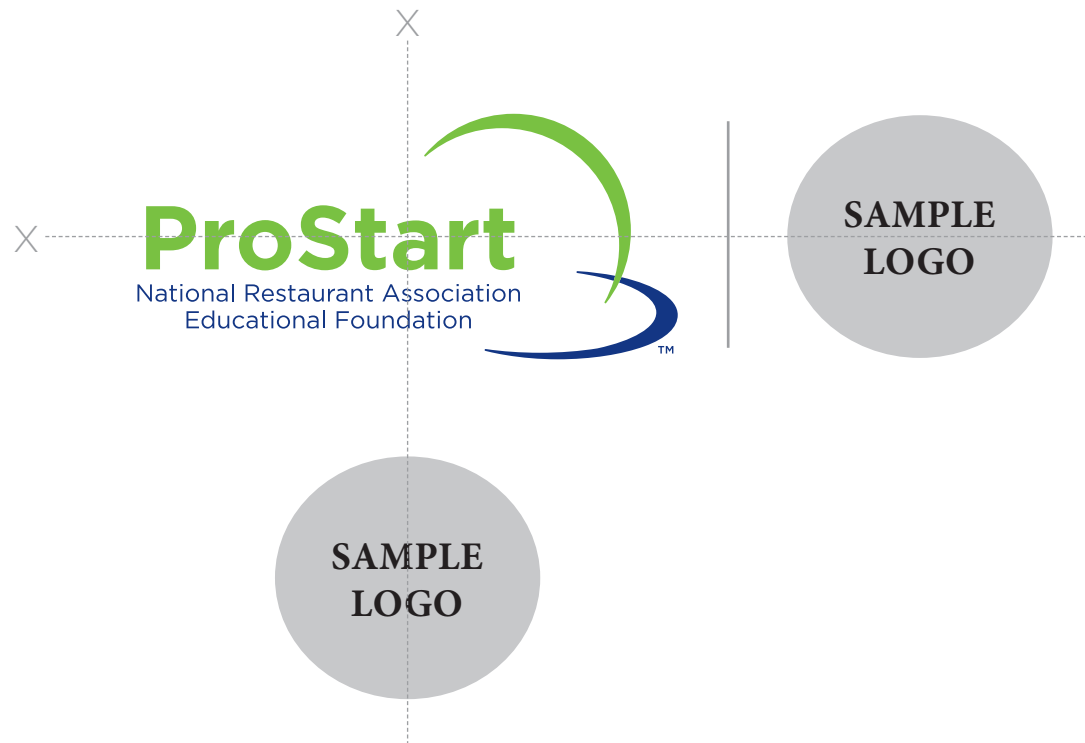 X
X
ProStart
National Restaurant Association
Educational Foundation
TM
SAMPLE
LOGO
SAMPLE
LOGO